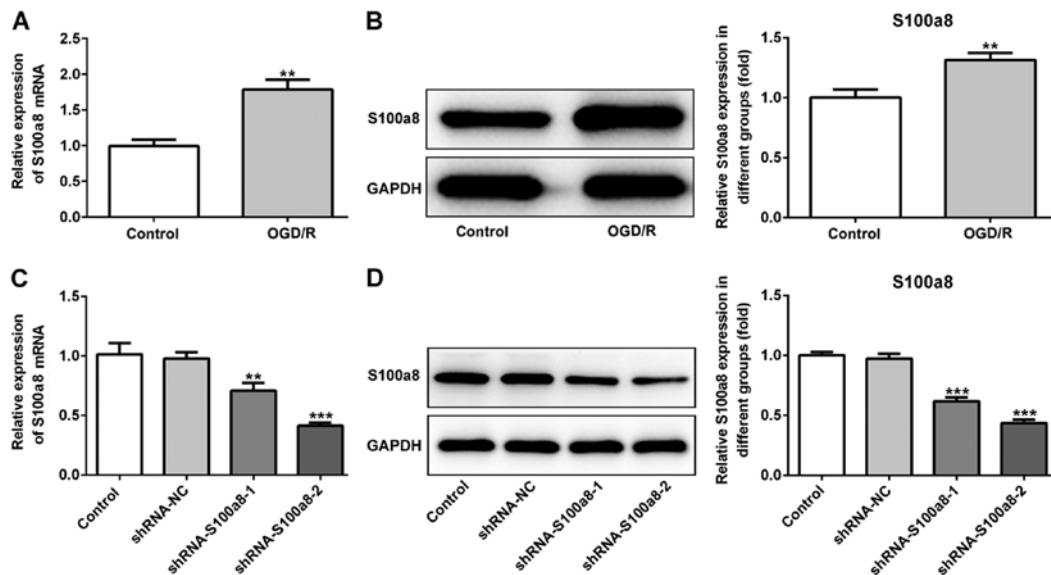 A
Relative expression
of S100a8 mRNA
2.5
2.0
1.5
1.0
0.5
0.0
**
Control
OGD/R
B
S100a8
GAPDH
Control
OGD/R
S100a8
Relative S100a8 expression in
different groups (fold)
1.5
1.0
0.5
0.0
**
Control
OGD/R
C
Relative expression
of S100a8 mRNA
1.5
1.0
0.5
0.0
**
***
Control
shRNA-NC
shRNA-S100a8-1
shRNA-S100a8-2
D
S100a8
GAPDH
Control
shRNA-NC
shRNA-S100a8-1
shRNA-S100a8-2
S100a8
Relative S100a8 expression in
different groups (fold)
1.5
1.0
0.5
0.0
***
***
Control
shRNA-NC
shRNA-S100a8-1
shRNA-S100a8-2